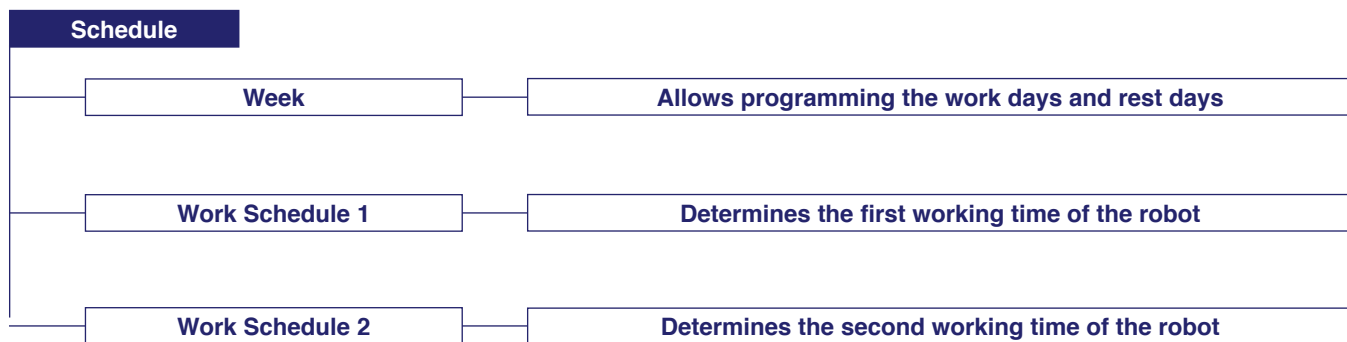 Schedule
Week
Allows programming the work days and rest days
Work Schedule 1
Determines the first working time of the robot
Work Schedule 2
Determines the second working time of the robot